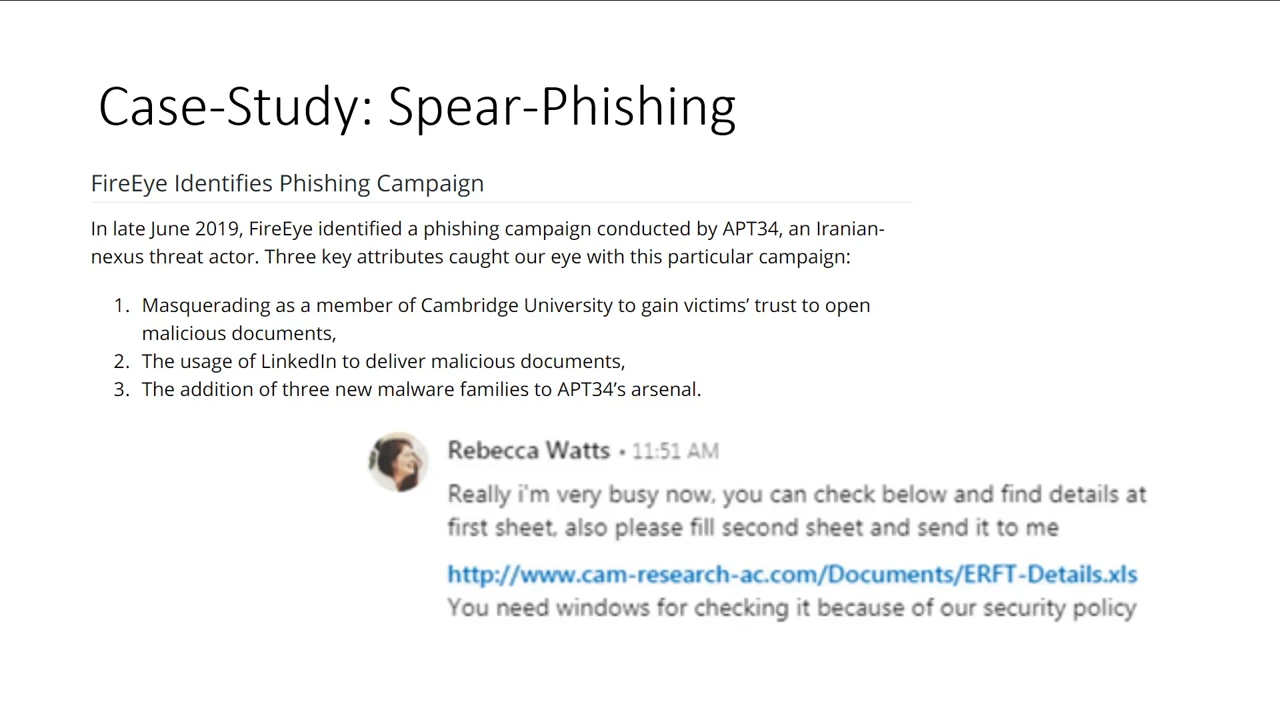 Case-Study: Spear-Phishing
FireEye Identifies Phishing Campaign
In late June 2019, FireEye identified a phishing campaign conducted by APT34, an Iranian-
nexus threat actor. Three key attributes caught our eye with this particular campaign:
1. Masquerading as a member of Cambridge University to gain victims’ trust to open
malicious documents,
2. The usage of LinkedIn to deliver malicious documents,
3. The addition of three new malware families to APT34’s arsenal.
Rebecca Watts • 11:51 AM
Really i'm very busy now, you can check below and find details at
first sheet, also please fill second sheet and send it to me
http://www.cam-research-ac.com/Documents/ERFT-Details.xls
You need windows for checking it because of our security policy